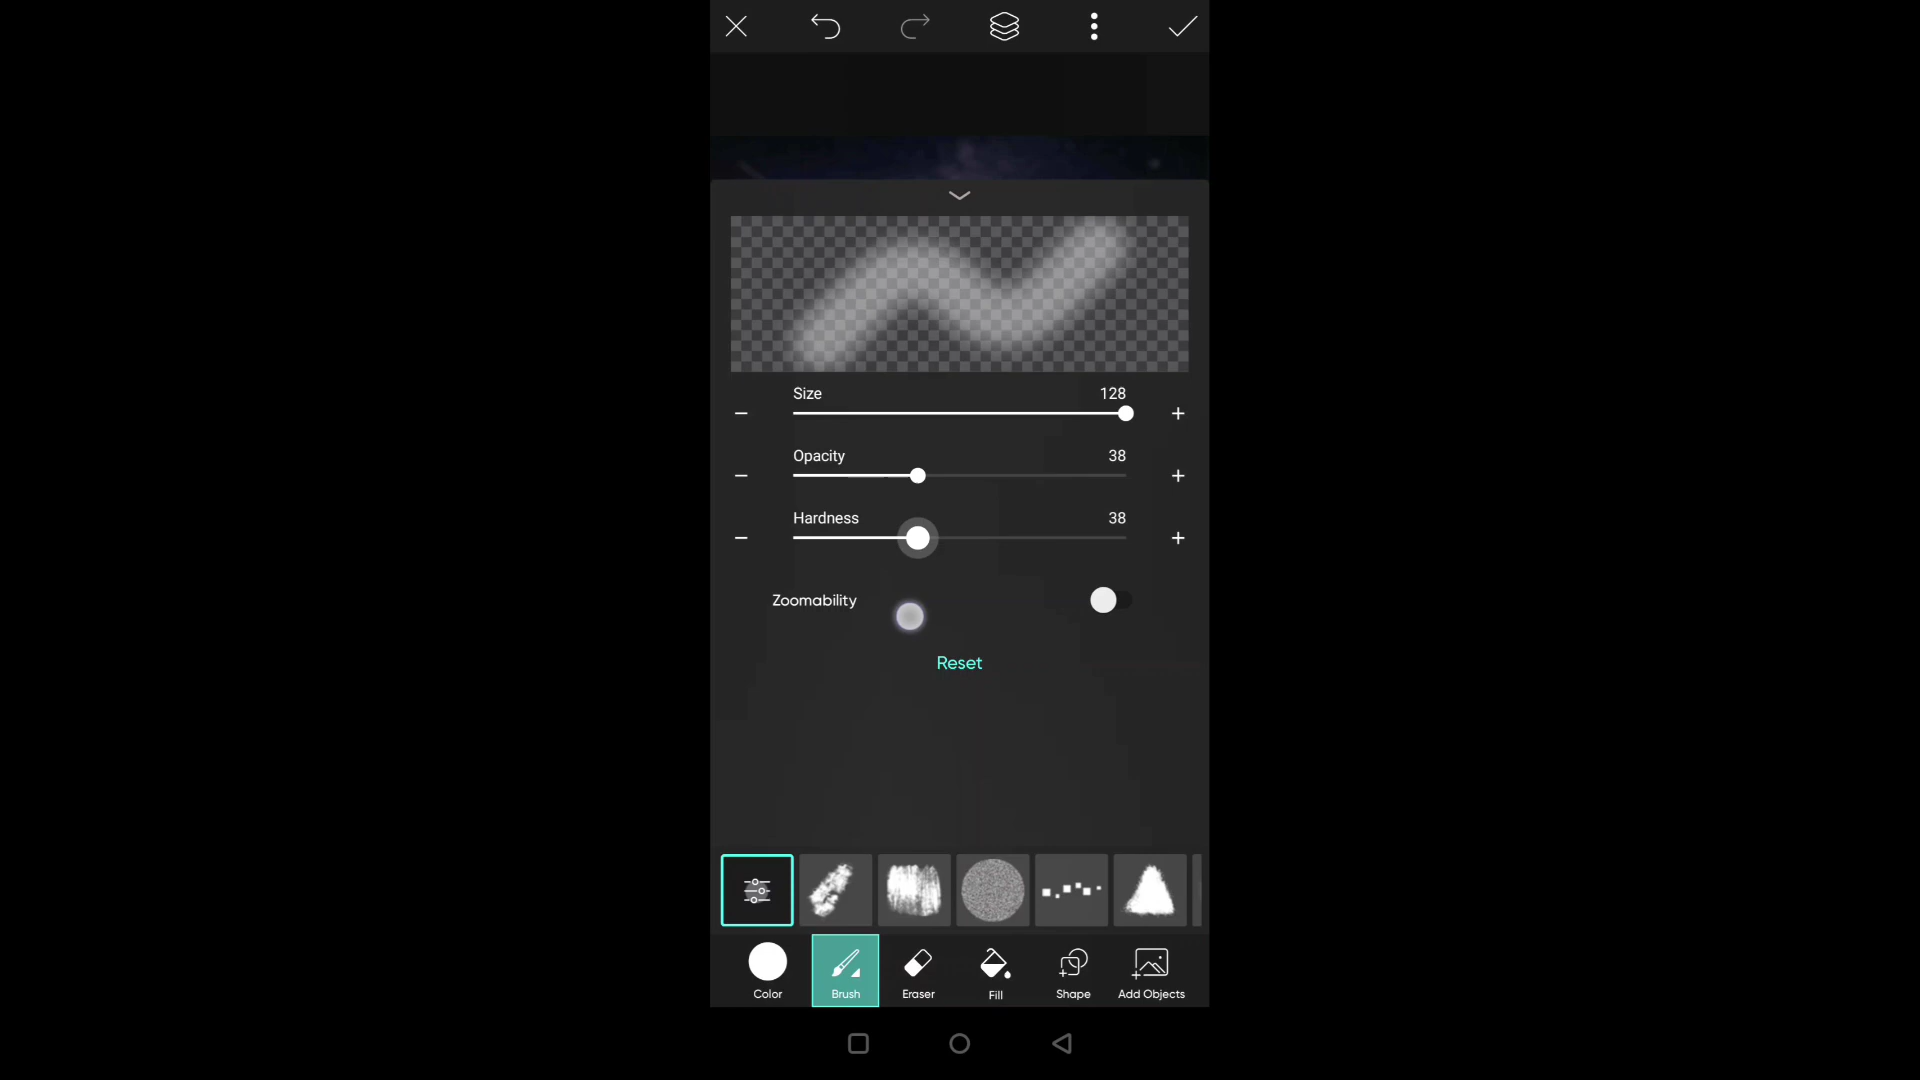 Size 128
Opacity 38
Hardness 38
Zoomability
Reset
Color Brush Eraser Fill Shape Add Objects